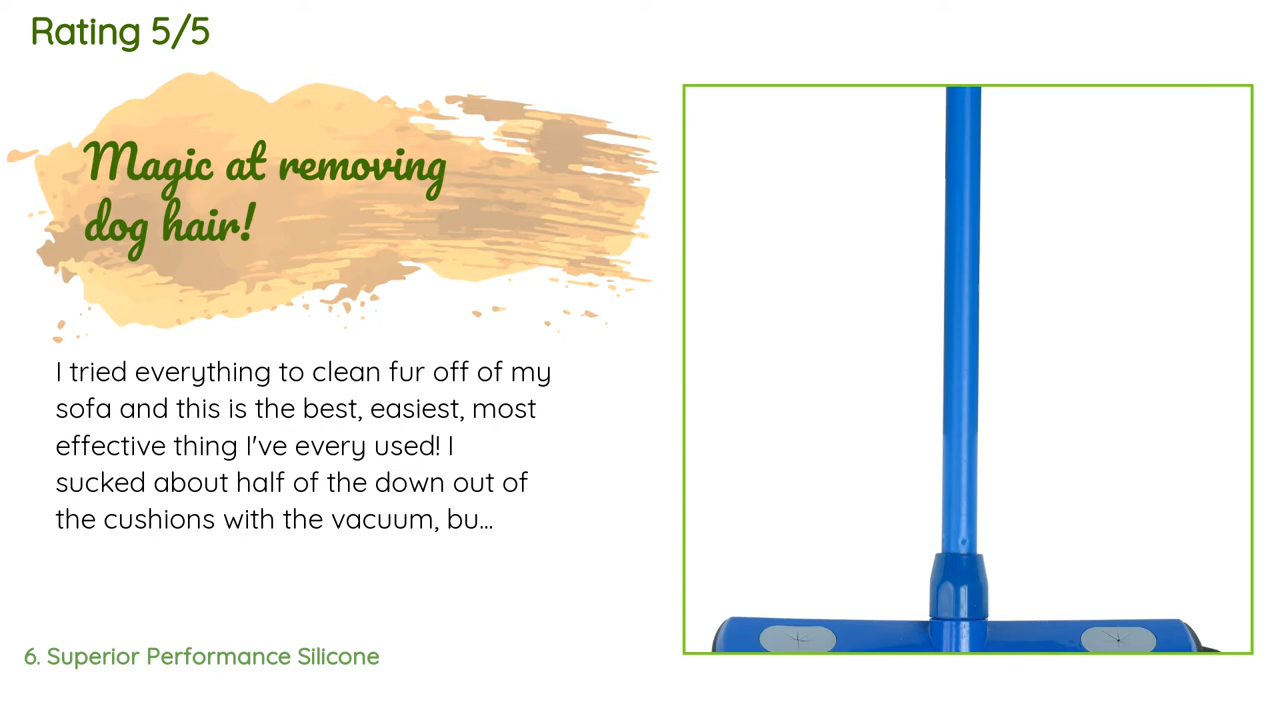 Rating 5/5
Magic at removing
dog hair!
I tried everything to clean fur off of my
sofa and this is the best, easiest, most
effective thing I've every used! I
sucked about half of the down out of
the cushions with the vacuum, bu...
6. Superior Performance Silicone